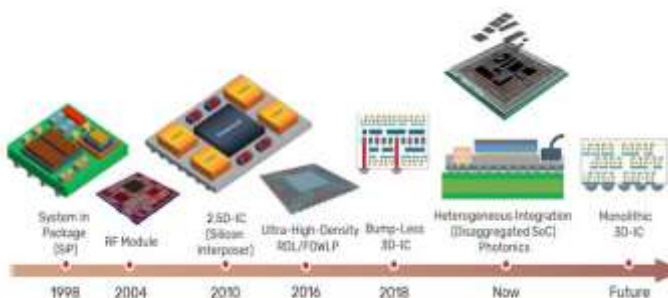 System in
Package
(SiP)
RF Module
2.5D-IC
(Silicon
Interposer)
Ultra-High-Density
RDL/FOWLP
Bump-Less
3D-IC
Heterogeneous Integration
(Disaggregated SoC)
Photonics
Monolithic
3D-IC
1998
2004
2010
2016
2018
Now
Future